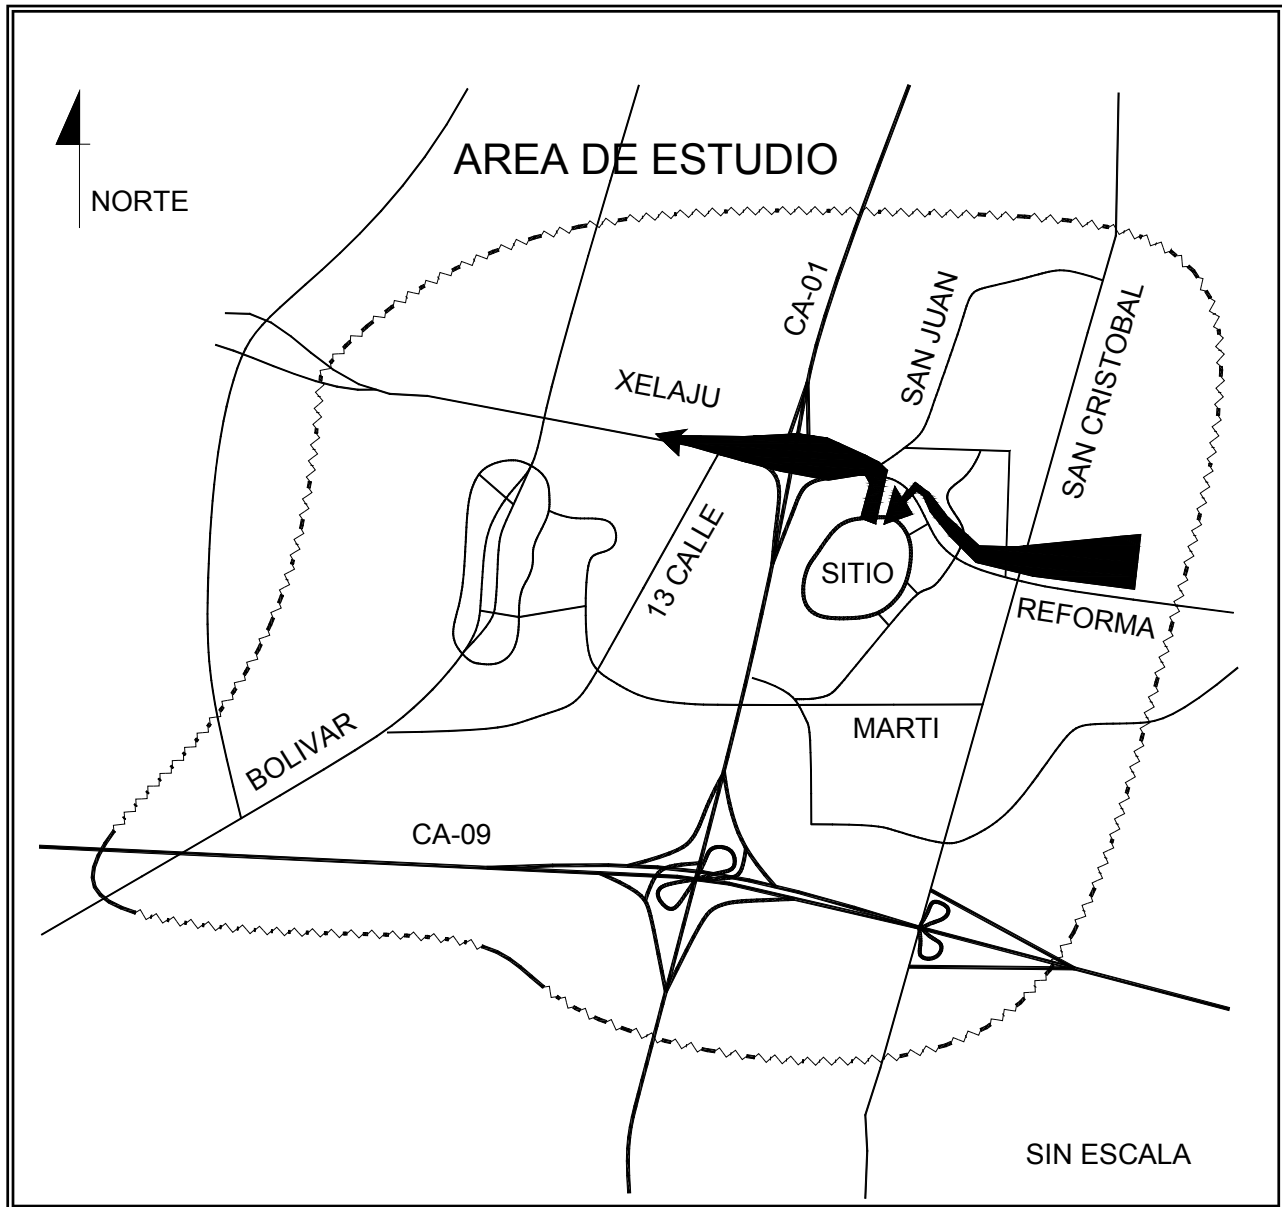 AREA DE ESTUDIO
NORTE
CA-01
SAN JUAN
SAN CRISTOBAL
XELAJU
13 CALLE
SITIO
REFORMA
BOLIVAR
MARTI
CA-09
SIN ESCALA